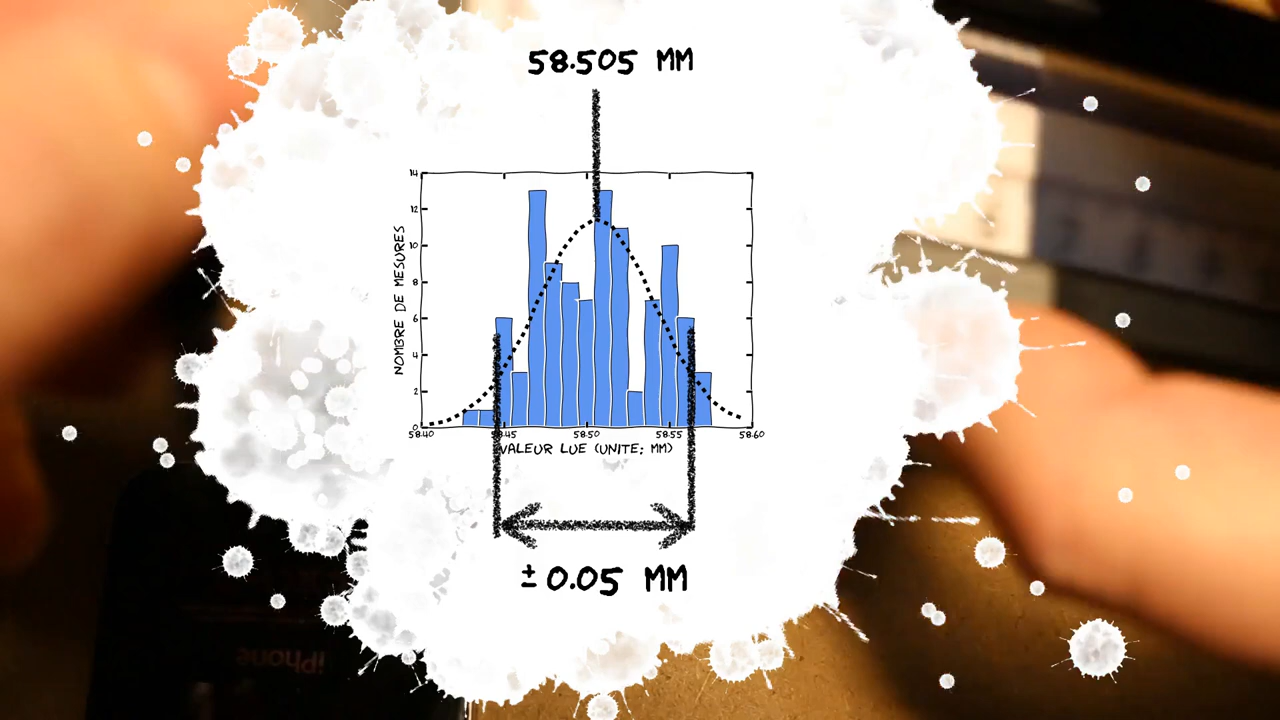 58.505 MM
14
12
10
8
6
4
2
0
NOMBRE DE MESURES
58.40 58.45 58.50 58.55 58.60
VALEUR LUE (UNITE: MM)
± 0.05 MM
iPhone